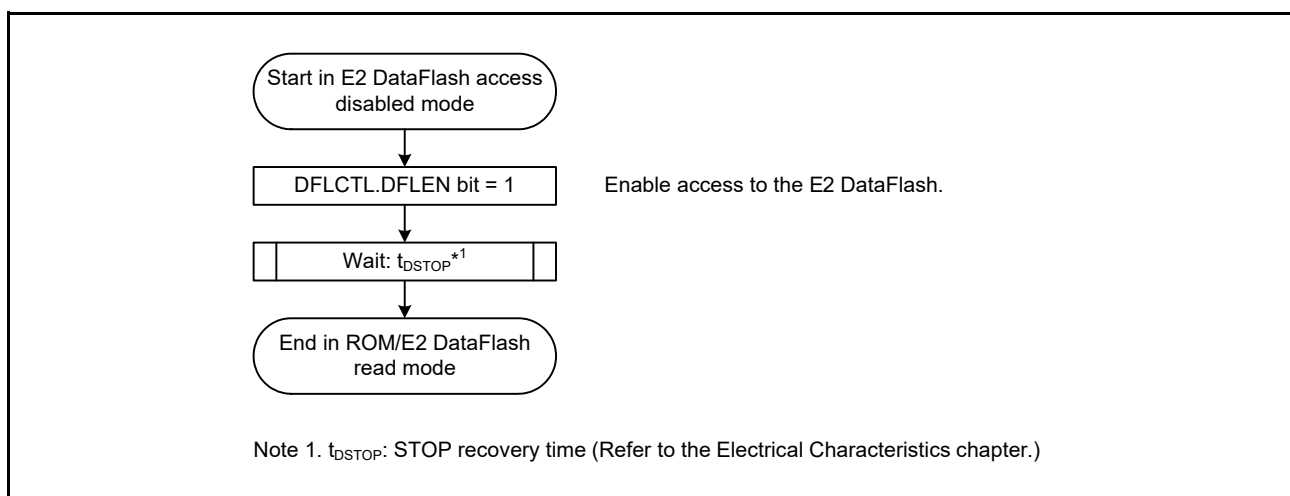 Start in E2 DataFlash access
disabled mode
DFLCTL.DFLEN bit = 1
Enable access to the E2 DataFlash.
Wait: tDSTOP*1
End in ROM/E2 DataFlash
read mode
Note 1. tDSTOP: STOP recovery time (Refer to the Electrical Characteristics chapter.)